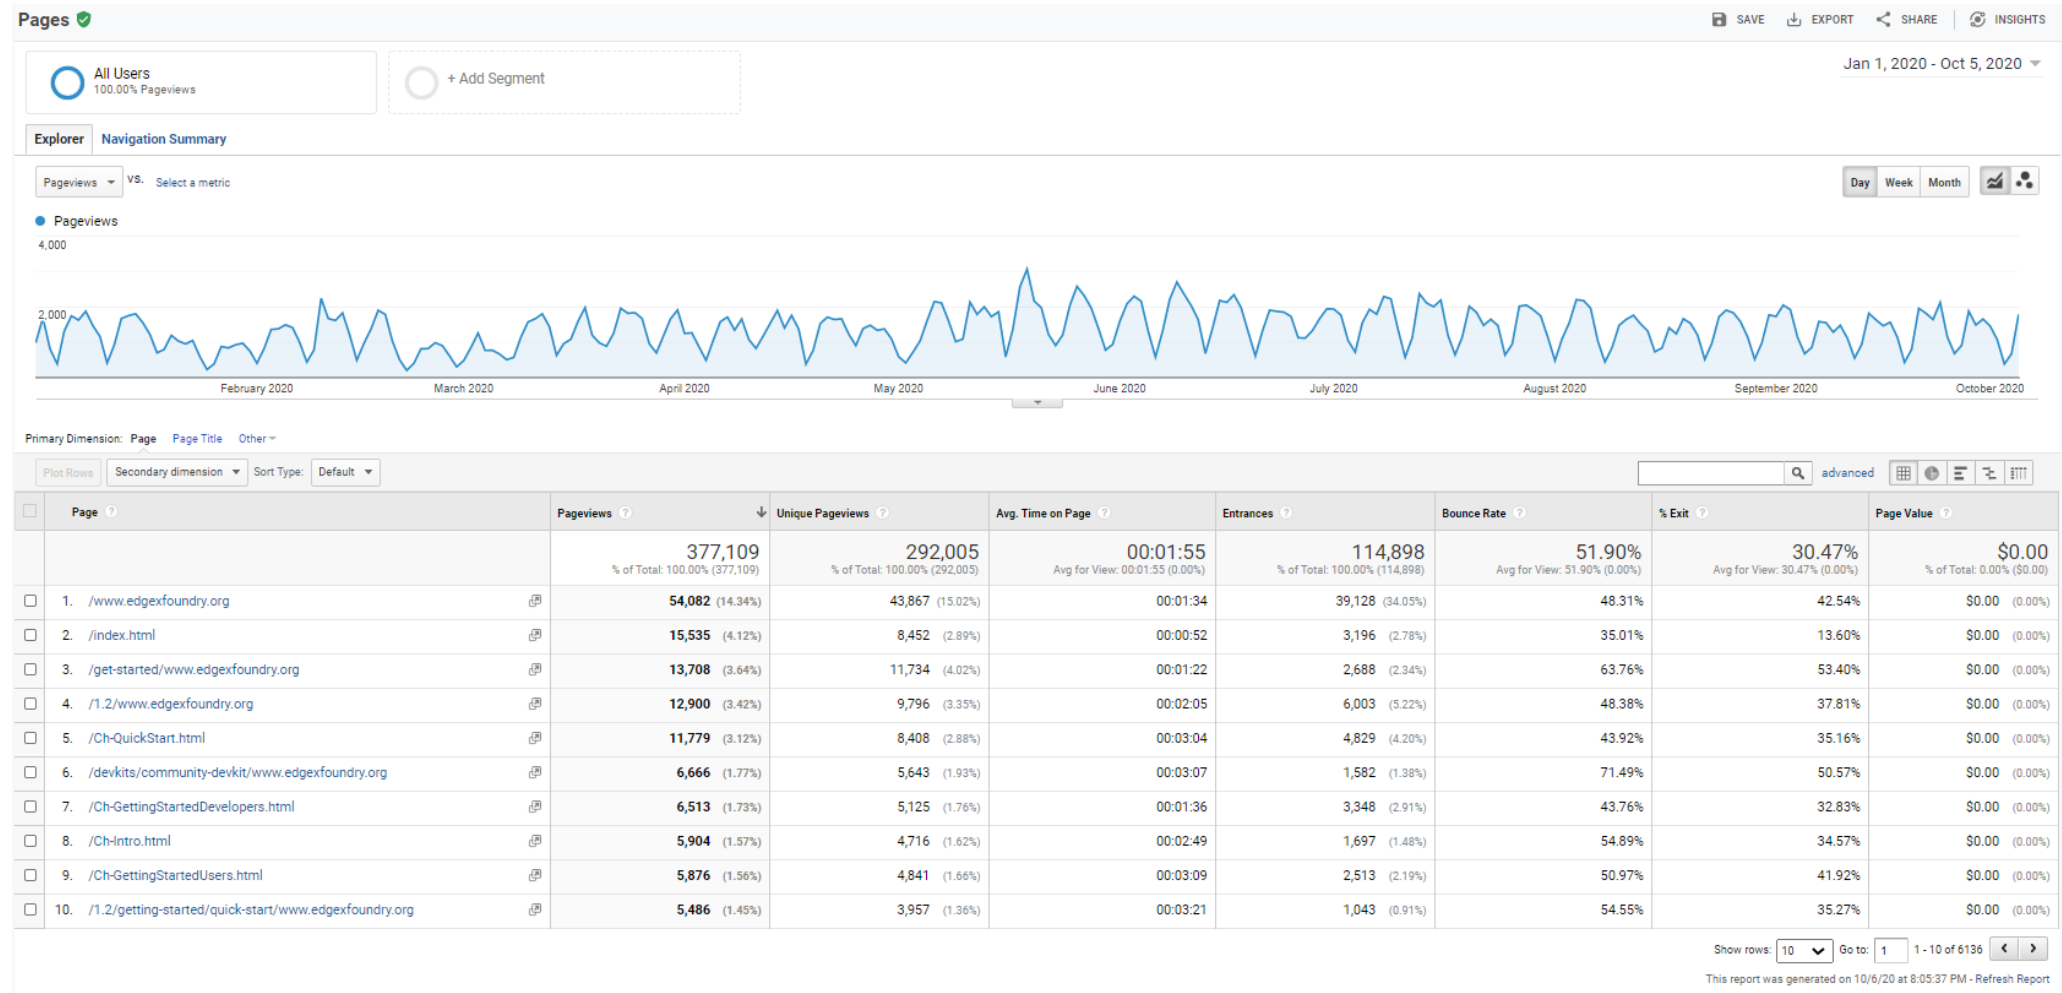 Pages
SAVE EXPORT SHARE INSIGHTS
All Users
100.00% Pageviews
+ Add Segment
Jan 1, 2020 - Oct 5, 2020
Explorer Navigation Summary
Pageviews VS. Select a metric
Day Week Month
Pageviews
4,000
2,000
February 2020 March 2020 April 2020 May 2020 June 2020 July 2020 August 2020 September 2020 October 2020
Primary Dimension: Page Page Title Other
Plot Rows Secondary dimension Sort Type: Default advanced
Page ? Pageviews ? Unique Pageviews ? Avg. Time on Page ? Entrances ? Bounce Rate ? % Exit ? Page Value ?
377,109 292,005 00:01:55 114,898 51.90% 30.47% $0.00
% of Total: 100.00% (377,109) % of Total: 100.00% (292,005) Avg for View: 00:01:55 (0.00%) % of Total: 100.00% (114,898) Avg for View: 51.90% (0.00%) Avg for View: 30.47% (0.00%) % of Total: 0.00% ($0.00)
1. /www.edgexfoundry.org 54,082 (14.34%) 43,867 (15.02%) 00:01:34 39,128 (34.05%) 48.31% 42.54% $0.00 (0.00%)
2. /index.html 15,535 (4.12%) 8,452 (2.89%) 00:00:52 3,196 (2.78%) 35.01% 13.60% $0.00 (0.00%)
3. /get-started/www.edgexfoundry.org 13,708 (3.64%) 11,734 (4.02%) 00:01:22 2,688 (2.34%) 63.76% 53.40% $0.00 (0.00%)
4. /1.2/www.edgexfoundry.org 12,900 (3.42%) 9,796 (3.35%) 00:02:05 6,003 (5.22%) 48.38% 37.81% $0.00 (0.00%)
5. /Ch-QuickStart.html 11,779 (3.12%) 8,408 (2.88%) 00:03:04 4,829 (4.20%) 43.92% 35.16% $0.00 (0.00%)
6. /devkits/community-devkit/www.edgexfoundry.org 6,666 (1.77%) 5,643 (1.93%) 00:03:07 1,582 (1.38%) 71.49% 50.57% $0.00 (0.00%)
7. /Ch-GettingStartedDevelopers.html 6,513 (1.73%) 5,125 (1.76%) 00:01:36 3,348 (2.91%) 43.76% 32.83% $0.00 (0.00%)
8. /Ch-Intro.html 5,904 (1.57%) 4,716 (1.62%) 00:02:49 1,697 (1.48%) 54.89% 34.57% $0.00 (0.00%)
9. /Ch-GettingStartedUsers.html 5,876 (1.56%) 4,841 (1.66%) 00:03:09 2,513 (2.19%) 50.97% 41.92% $0.00 (0.00%)
10. /1.2/getting-started/quick-start/www.edgexfoundry.org 5,486 (1.45%) 3,957 (1.36%) 00:03:21 1,043 (0.91%) 54.55% 35.27% $0.00 (0.00%)
Show rows: 10 Go to: 1 1 - 10 of 6136
This report was generated on 10/6/20 at 8:05:37 PM - Refresh Report